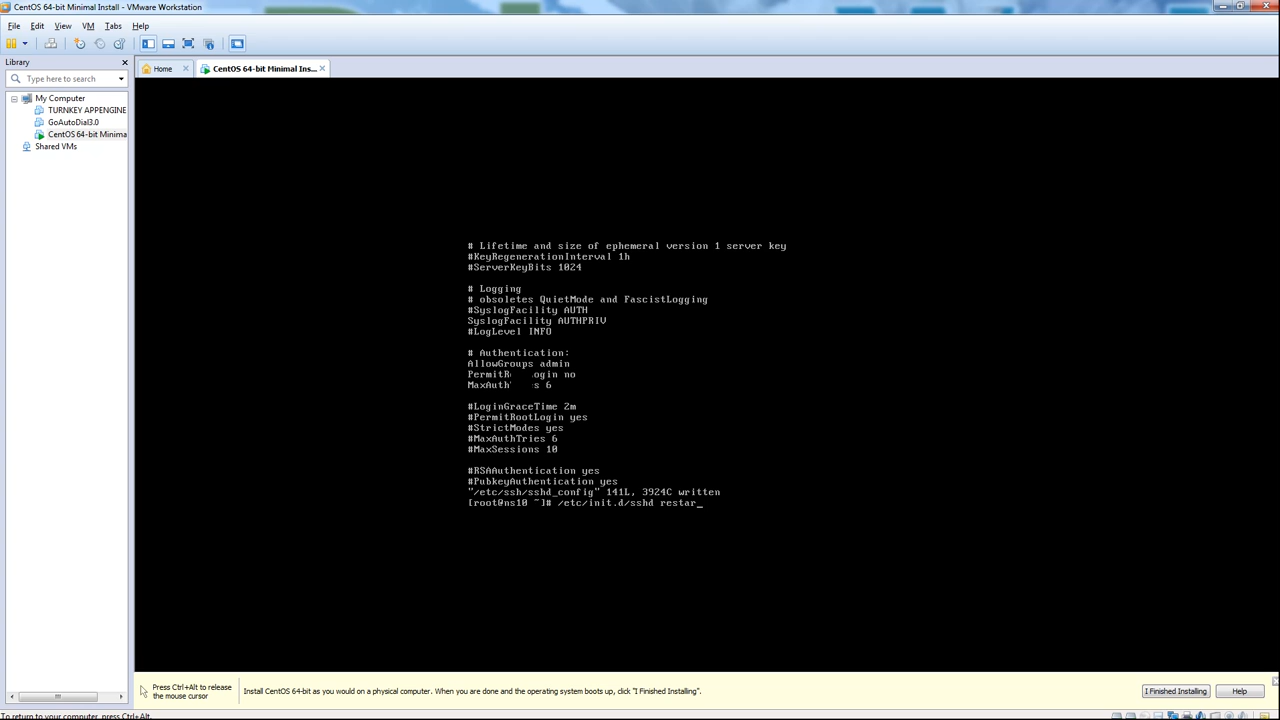 CentOS 64-bit Minimal Install - VMware Workstation
File Edit View VM Tabs Help
Library
Type here to search
My Computer
TURNKEY APPENGINE
GoAutoDial3.0
CentOS 64-bit Minima
Shared VMs
Home
CentOS 64-bit Minimal Ins...
# Lifetime and size of ephemeral version 1 server key
#KeyRegenerationInterval 1h
#ServerKeyBits 1024
# Logging
# obsoletes QuietMode and FascistLogging
#SyslogFacility AUTH
SyslogFacility AUTHPRIV
#LogLevel INFO
# Authentication:
AllowGroups admin
PermitR ogin no
MaxAuth s 6
#LoginGraceTime 2m
#PermitRootLogin yes
#StrictModes yes
#MaxAuthTries 6
#MaxSessions 10
#RSAAuthentication yes
#PubkeyAuthentication yes
"/etc/ssh/sshd_config" 141L, 3924C written
[root@ns10 ~]# /etc/init.d/sshd restar_
Press Ctrl+Alt to release
the mouse cursor
Install CentOS 64-bit as you would on a physical computer. When you are done and the operating system boots up, click "I Finished Installing".
I Finished Installing
Help
To return to your computer, press Ctrl+Alt.